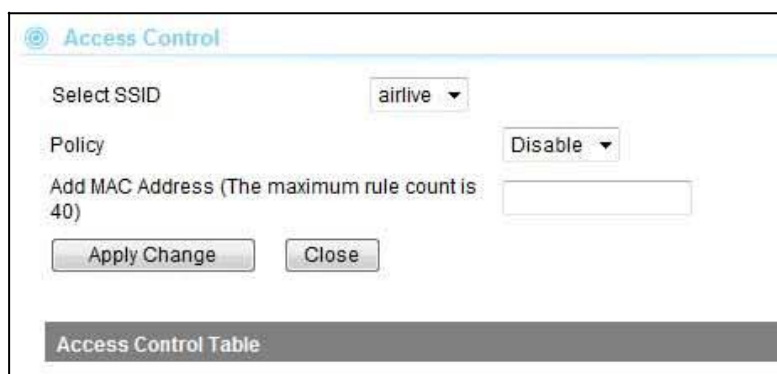 Access Control
Select SSID airlive
Policy Disable
Add MAC Address (The maximum rule count is
40)
Apply Change Close
Access Control Table